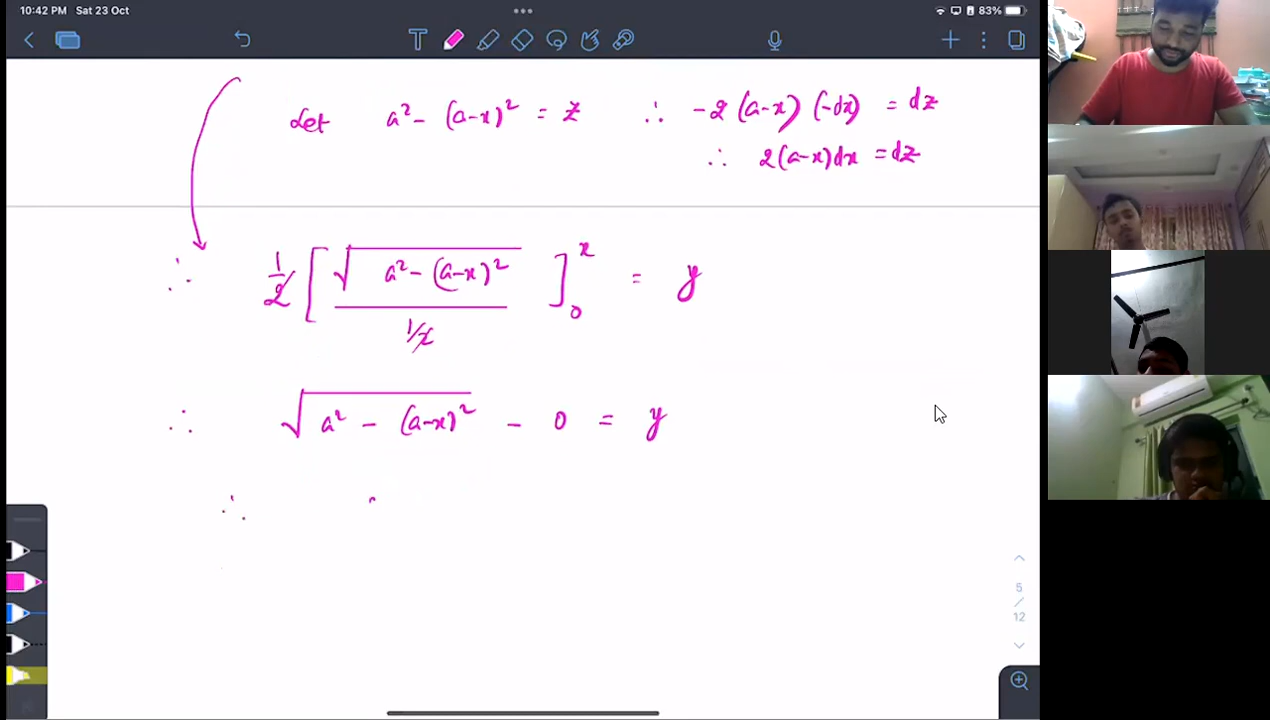 10:42 PM Sat 23 Oct
83%
T
Let a² - (a-x)² = z ∴ -2(a-x)(-dx) = dz
∴ 2(a-x)dx = dz
∴ 1/2 [ √(a² - (a-x)²) / 1/2 ]₀ˣ = y
∴ √(a² - (a-x)²) - 0 = y
∴
5
/
12